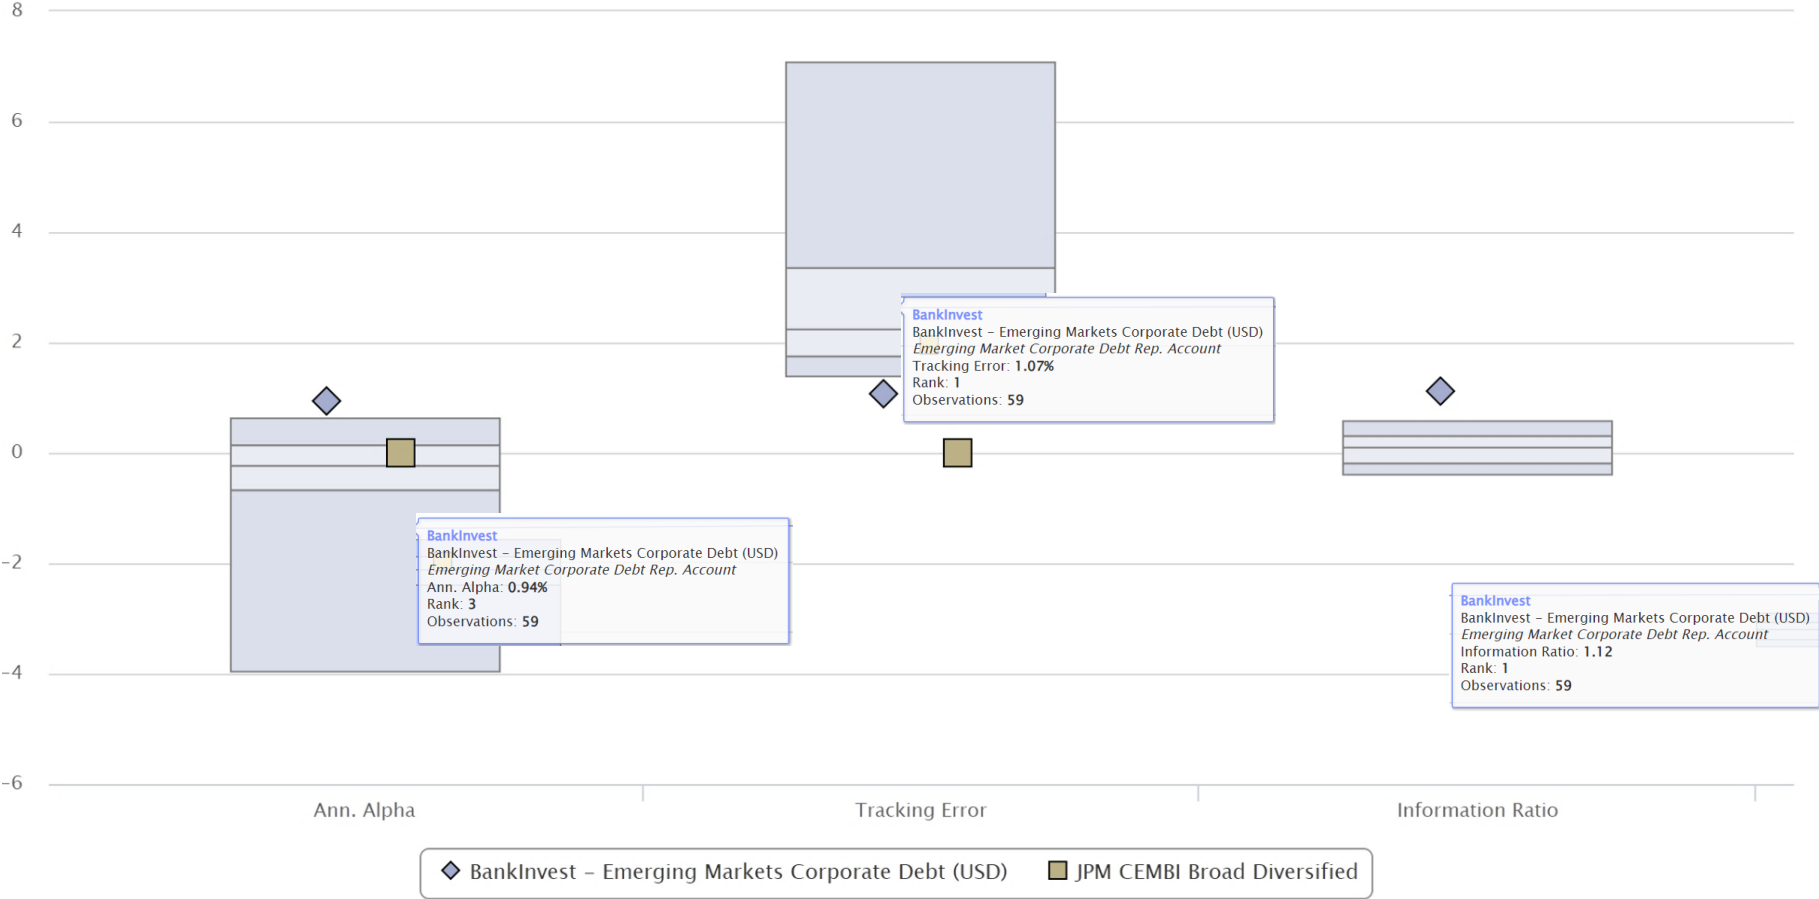 8
6
4
2
0
-2
-4
-6
BankInvest
BankInvest - Emerging Markets Corporate Debt (USD)
Emerging Market Corporate Debt Rep. Account
Tracking Error: 1.07%
Rank: 1
Observations: 59
BankInvest
BankInvest - Emerging Markets Corporate Debt (USD)
Emerging Market Corporate Debt Rep. Account
Ann. Alpha: 0.94%
Rank: 3
Observations: 59
BankInvest
BankInvest - Emerging Markets Corporate Debt (USD)
Emerging Market Corporate Debt Rep. Account
Information Ratio: 1.12
Rank: 1
Observations: 59
Ann. Alpha
Tracking Error
Information Ratio
BankInvest - Emerging Markets Corporate Debt (USD)
JPM CEMBI Broad Diversified